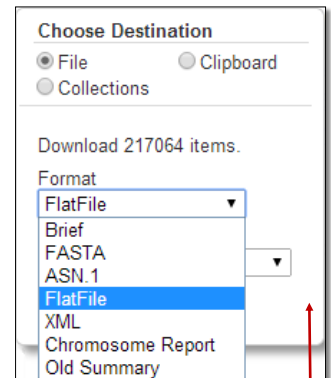 Choose Destination
File Clipboard
Collections
Download 217064 items.
Format
FlatFile
Brief
FASTA
ASN.1
FlatFile
XML
Chromosome Report
Old Summary